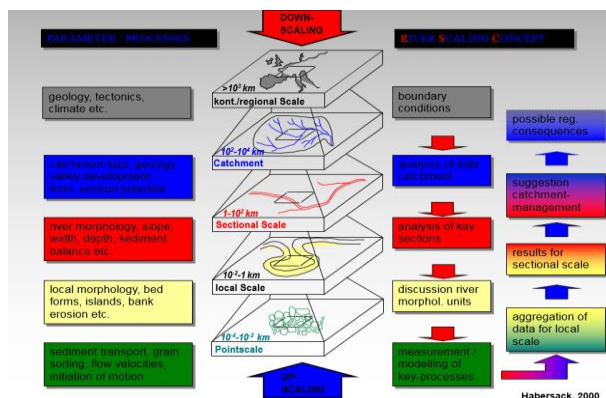 DOWN-
SCALING
PARAMETER / PROCESSES
RIVER SCALING CONCEPT
>10³ km
kont./regional Scale
geology, tectonics,
climate etc.
boundary
conditions
possible reg.
consequences
10²-10⁴ km
Catchment
catchment-size, geology
valley development -
form, erosion potential
analysis of total
catchment
suggestion
catchment-
management
1-10² km
Sectional Scale
river morphology, slope,
width, depth, sediment
balance etc.
analysis of key
sections
results for
sectional scale
10⁻²-1 km
local Scale
local morphology, bed
forms, islands, bank
erosion etc.
discussion river
morphol. units
aggregation of
data for local
scale
10⁻⁴-10⁻² km
Pointscale
sediment transport, grain
sorting, flow velocities,
initiation of motion
measurement /
modelling of
key-processes
UP-
SCALING
Habersack, 2000